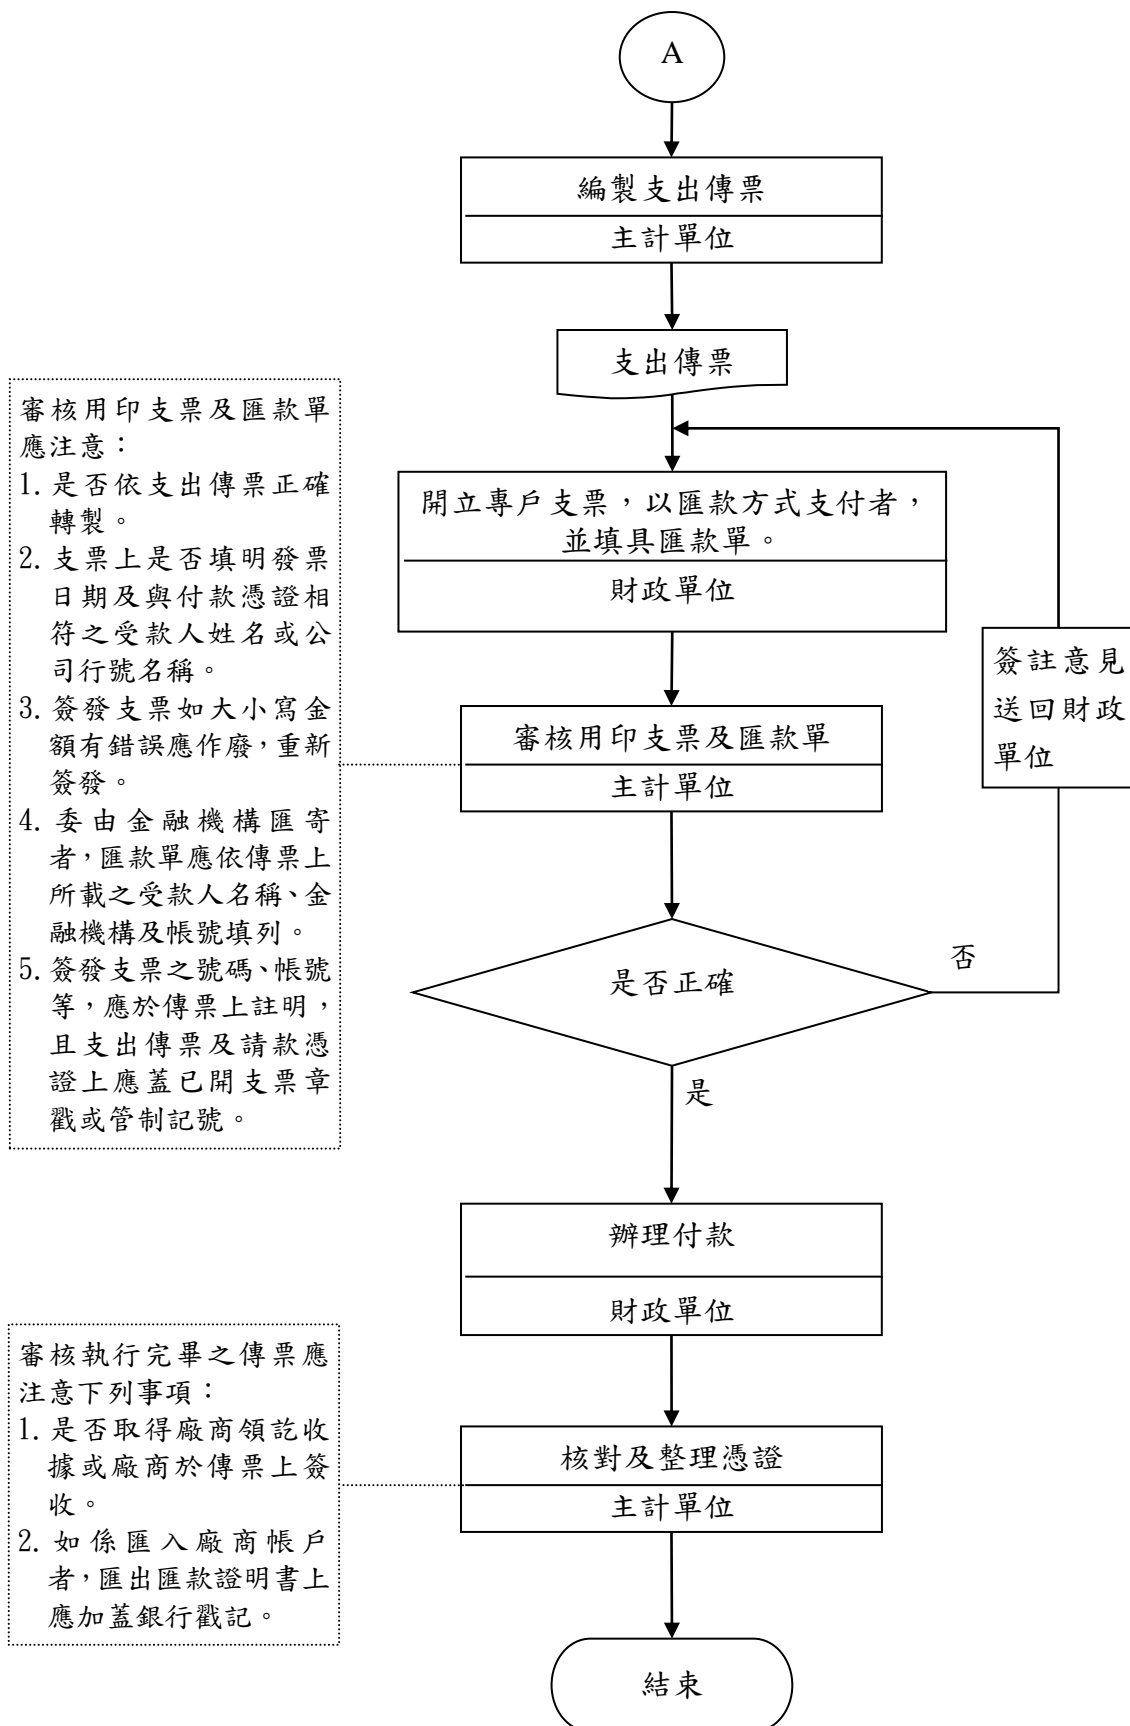 A
編製支出傳票
主計單位
支出傳票
開立專戶支票，以匯款方式支付者，
並填具匯款單。
財政單位
審核用印支票及匯款單
應注意：
1. 是否依支出傳票正確
轉製。
2. 支票上是否填明發票
日期及與付款憑證相
符之受款人姓名或公
司行號名稱。
3. 簽發支票如大小寫金
額有錯誤應作廢，重新
簽發。
4. 委由金融機構匯寄
者，匯款單應依傳票上
所載之受款人名稱、金
融機構及帳號填列。
5. 簽發支票之號碼、帳號
等，應於傳票上註明，
且支出傳票及請款憑
證上應蓋已開支票章
戳或管制記號。
審核用印支票及匯款單
主計單位
簽註意見
送回財政
單位
是否正確
否
是
辦理付款
財政單位
審核執行完畢之傳票應
注意下列事項：
1. 是否取得廠商領訖收
據或廠商於傳票上簽
收。
2. 如係匯入廠商帳戶
者，匯出匯款證明書上
應加蓋銀行戳記。
核對及整理憑證
主計單位
結束